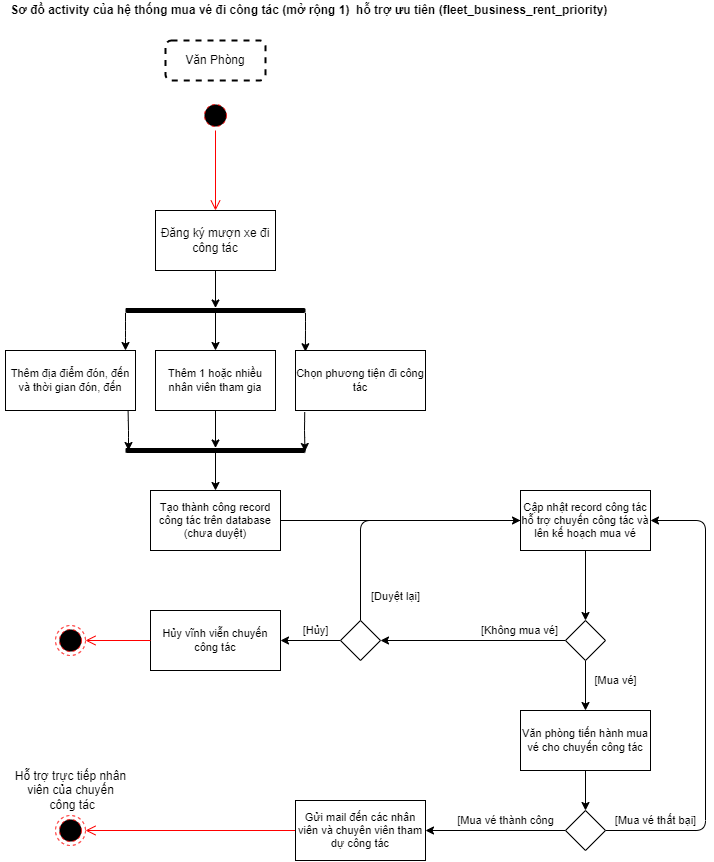 Sơ đồ activity của hệ thống mua vé đi công tác (mở rộng 1) hỗ trợ ưu tiên (fleet_business_rent_priority)
Văn Phòng
Đăng ký mượn xe đi
công tác
Thêm địa điểm đón, đến
và thời gian đón, đến
Thêm 1 hoặc nhiều
nhân viên tham gia
Chọn phương tiện đi công
tác
Tạo thành công record
công tác trên database
(chưa duyệt)
Cập nhật record công tác
hỗ trợ chuyến công tác và
lên kế hoạch mua vé
[Duyệt lại]
Hủy vĩnh viễn chuyến
công tác
[Hủy]
[Không mua vé]
[Mua vé]
Văn phòng tiến hành mua
vé cho chuyến công tác
Hỗ trợ trực tiếp nhân
viên của chuyến
công tác
Gửi mail đến các nhân
viên và chuyên viên tham
dự công tác
[Mua vé thành công
[Mua vé thất bại]